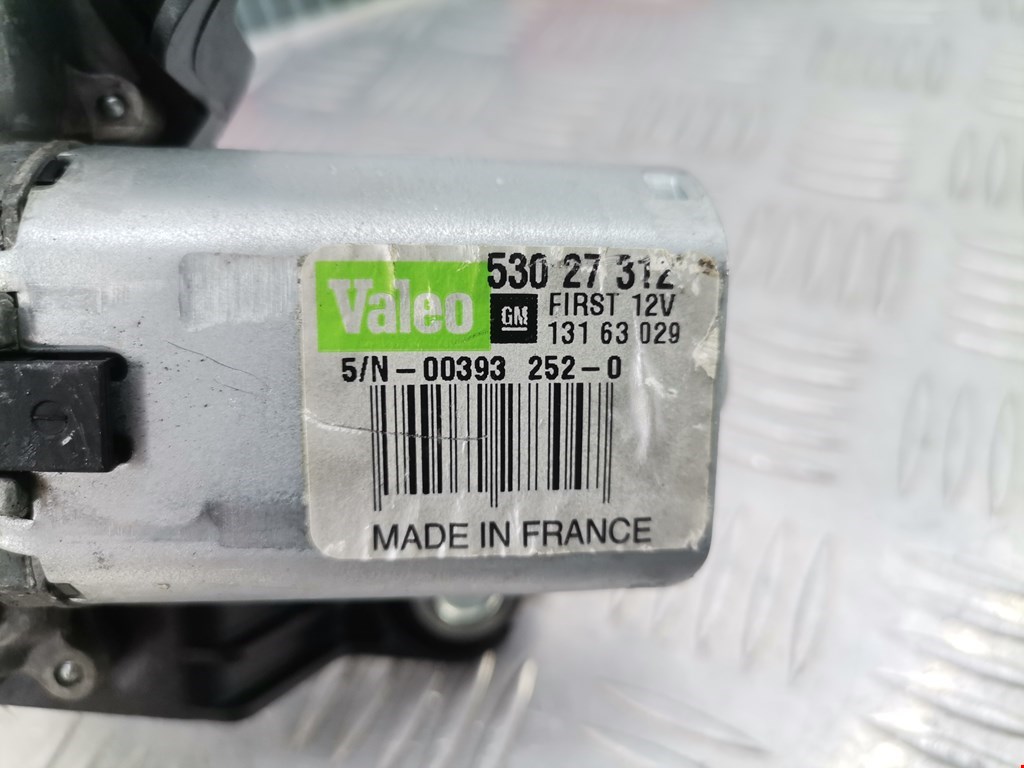 Valeo 530 27 312
GM FIRST 12V
131 63 029
5/N-00393 252-0
MADE IN FRANCE